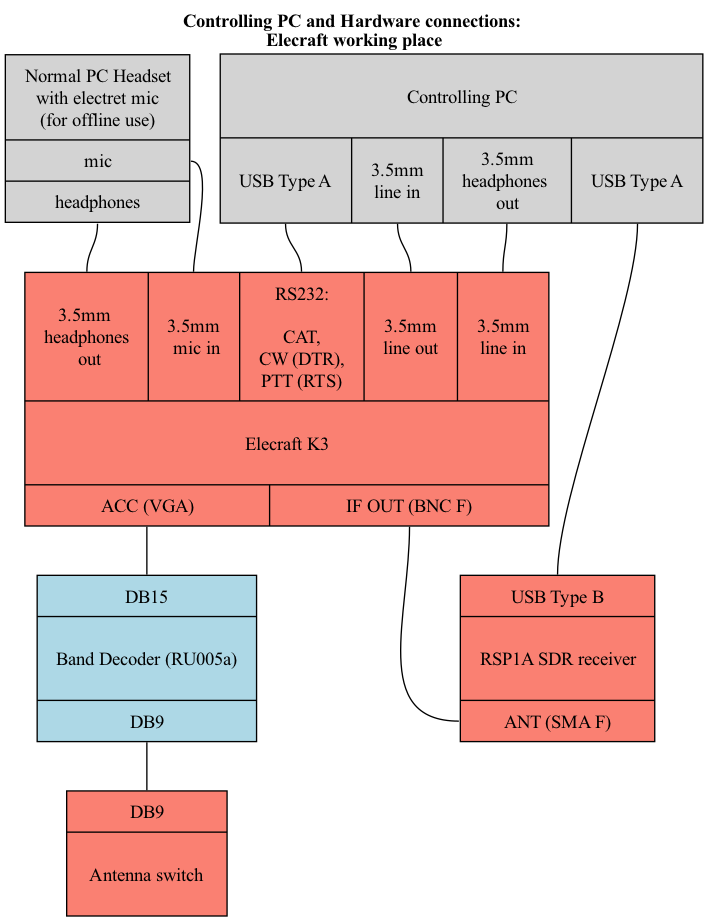 Controlling PC and Hardware connections:
Elecraft working place
Normal PC Headset
with electret mic
(for offline use)
mic
headphones
Controlling PC
USB Type A
3.5mm
line in
3.5mm
headphones
out
USB Type A
3.5mm
headphones
out
3.5mm
mic in
RS232:
CAT,
CW (DTR),
PTT (RTS)
3.5mm
line out
3.5mm
line in
Elecraft K3
ACC (VGA)
IF OUT (BNC F)
DB15
Band Decoder (RU005a)
DB9
USB Type B
RSP1A SDR receiver
ANT (SMA F)
DB9
Antenna switch